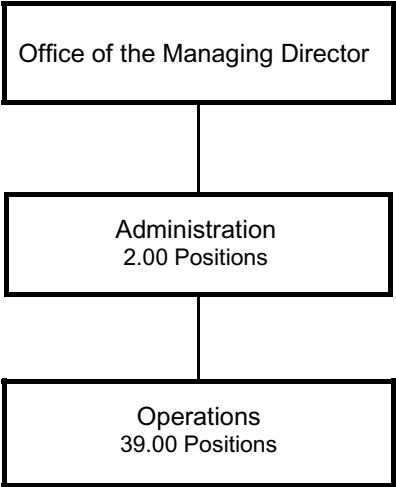 Office of the Managing Director
Administration
2.00 Positions
Operations
39.00 Positions